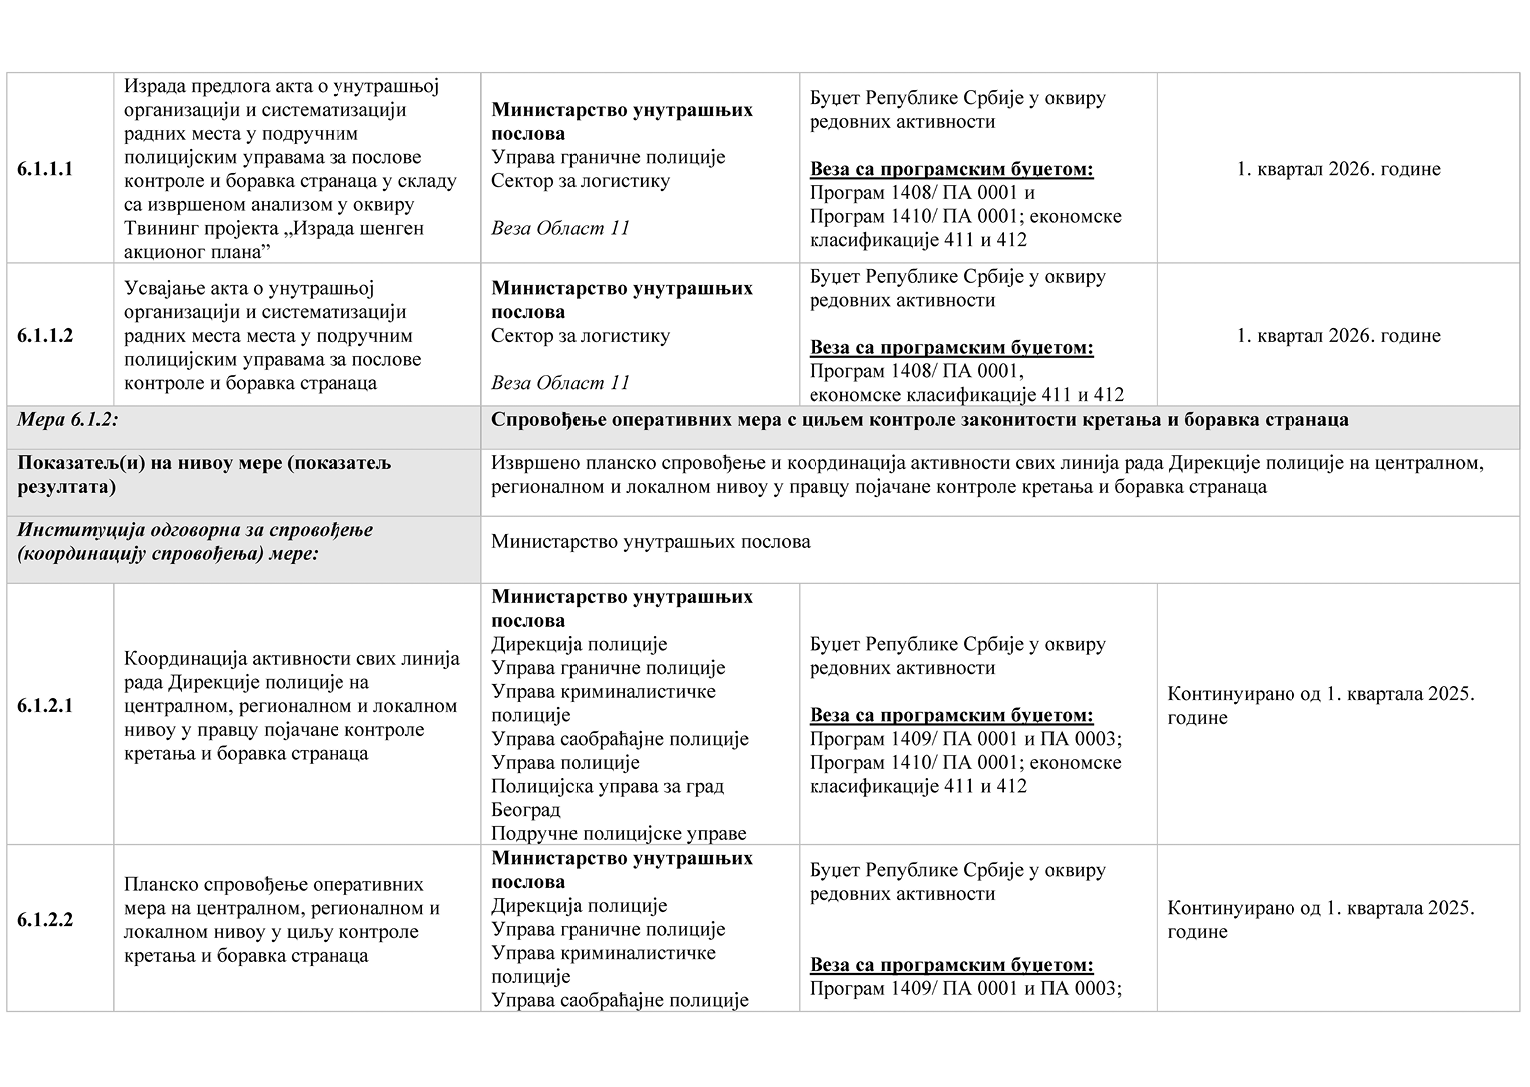 6.1.1.1
Израда предлога акта о унутрашњој
организацији и систематизацији
радних места у подручним
полицијским управама за послове
контроле и боравка странаца у складу
са извршеном анализом у оквиру
Твининг пројекта „Израда шенген
акционог плана”
Министарство унутрашњих
послова
Управа граничне полиције
Сектор за логистику
Веза Област 11
Буџет Републике Србије у оквиру
редовних активности
Веза са програмским буџетом:
Програм 1408/ ПА 0001 и
Програм 1410/ ПА 0001; економске
класификације 411 и 412
1. квартал 2026. године
6.1.1.2
Усвајање акта о унутрашњој
организацији и систематизацији
радних места места у подручним
полицијским управама за послове
контроле и боравка странаца
Министарство унутрашњих
послова
Сектор за логистику
Веза Област 11
Буџет Републике Србије у оквиру
редовних активности
Веза са програмским буџетом:
Програм 1408/ ПА 0001,
економске класификације 411 и 412
1. квартал 2026. године
Мера 6.1.2:
Спровођење оперативних мера с циљем контроле законитости кретања и боравка странаца
Показатељ(и) на нивоу мере (показатељ
резултата)
Извршено планско спровођење и координација активности свих линија рада Дирекције полиције на централном,
регионалном и локалном нивоу у правцу појачане контроле кретања и боравка странаца
Институција одговорна за спровођење
(координацију спровођења) мере:
Министарство унутрашњих послова
6.1.2.1
Координација активности свих линија
рада Дирекције полиције на
централном, регионалном и локалном
нивоу у правцу појачане контроле
кретања и боравка странаца
Министарство унутрашњих
послова
Дирекција полиције
Управа граничне полиције
Управа криминалистичке
полиције
Управа саобраћајне полиције
Управа полиције
Полицијска управа за град
Београд
Подручне полицијске управе
Буџет Републике Србије у оквиру
редовних активности
Веза са програмским буџетом:
Програм 1409/ ПА 0001 и ПА 0003;
Програм 1410/ ПА 0001; економске
класификације 411 и 412
Континуирано од 1. квартала 2025.
године
6.1.2.2
Планско спровођење оперативних
мера на централном, регионалном и
локалном нивоу у циљу контроле
кретања и боравка странаца
Министарство унутрашњих
послова
Дирекција полиције
Управа граничне полиције
Управа криминалистичке
полиције
Управа саобраћајне полиције
Буџет Републике Србије у оквиру
редовних активности
Веза са програмским буџетом:
Програм 1409/ ПА 0001 и ПА 0003;
Континуирано од 1. квартала 2025.
године